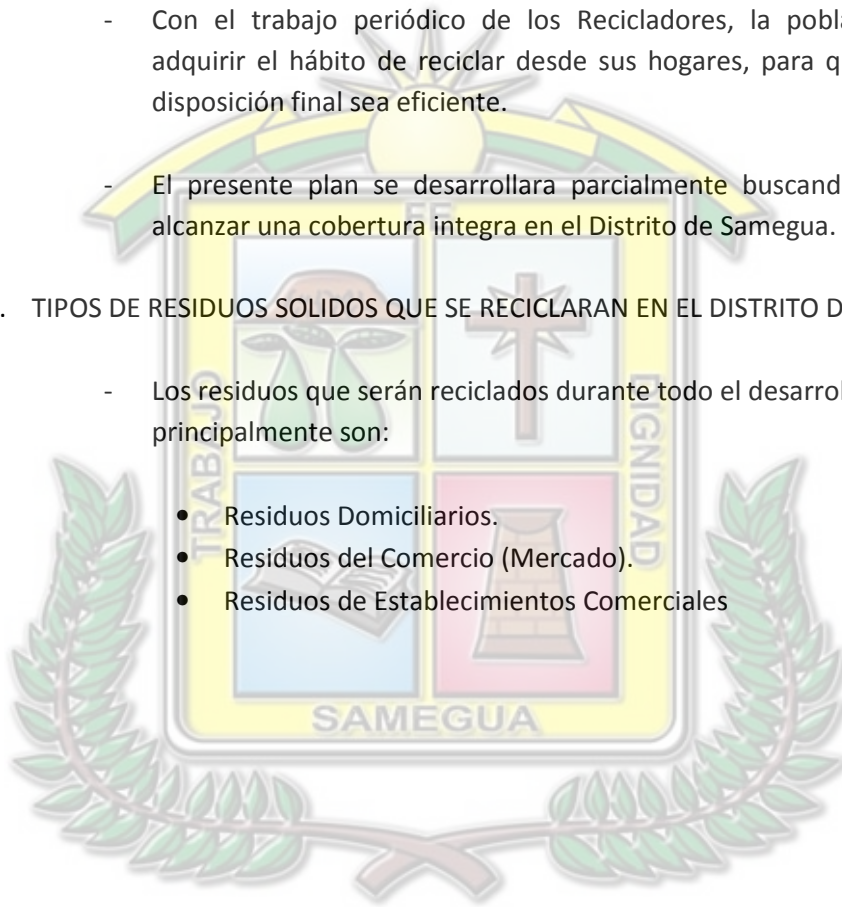 - Con el trabajo periódico de los Recicladores, la pobla
adquirir el hábito de reciclar desde sus hogares, para q
disposición final sea eficiente.
- El presente plan se desarrollara parcialmente buscand
alcanzar una cobertura integra en el Distrito de Samegua.
FE
. TIPOS DE RESIDUOS SOLIDOS QUE SE RECICLARAN EN EL DISTRITO D
- Los residuos que serán reciclados durante todo el desarrol
principalmente son:
TRABAJO
DIGNIDAD
• Residuos Domiciliarios.
• Residuos del Comercio (Mercado).
• Residuos de Establecimientos Comerciales
SAMEGUA